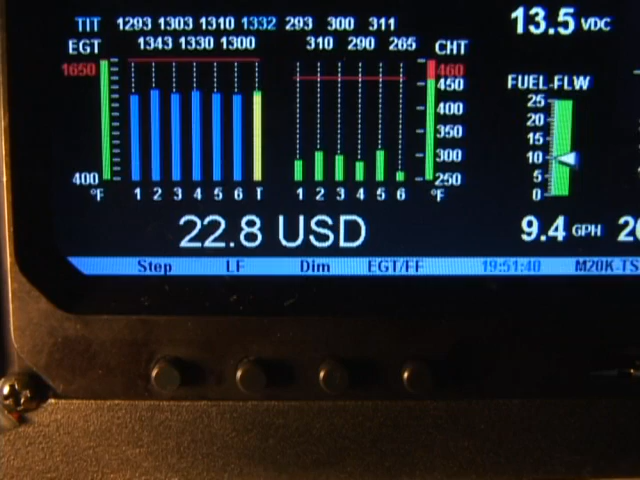 TIT 1293 1303 1310 1332 293 300 311
EGT 1343 1330 1300 310 290 265 CHT
13.5 VDC
1650
400
°F
1 2 3 4 5 6 T
460
450
400
350
300
250
°F
1 2 3 4 5 6
FUEL-FLW
25
20
15
10
5
0
22.8 USD
9.4 GPH
Step LF Dim EGT/FF 19:51:40 M20K-TS